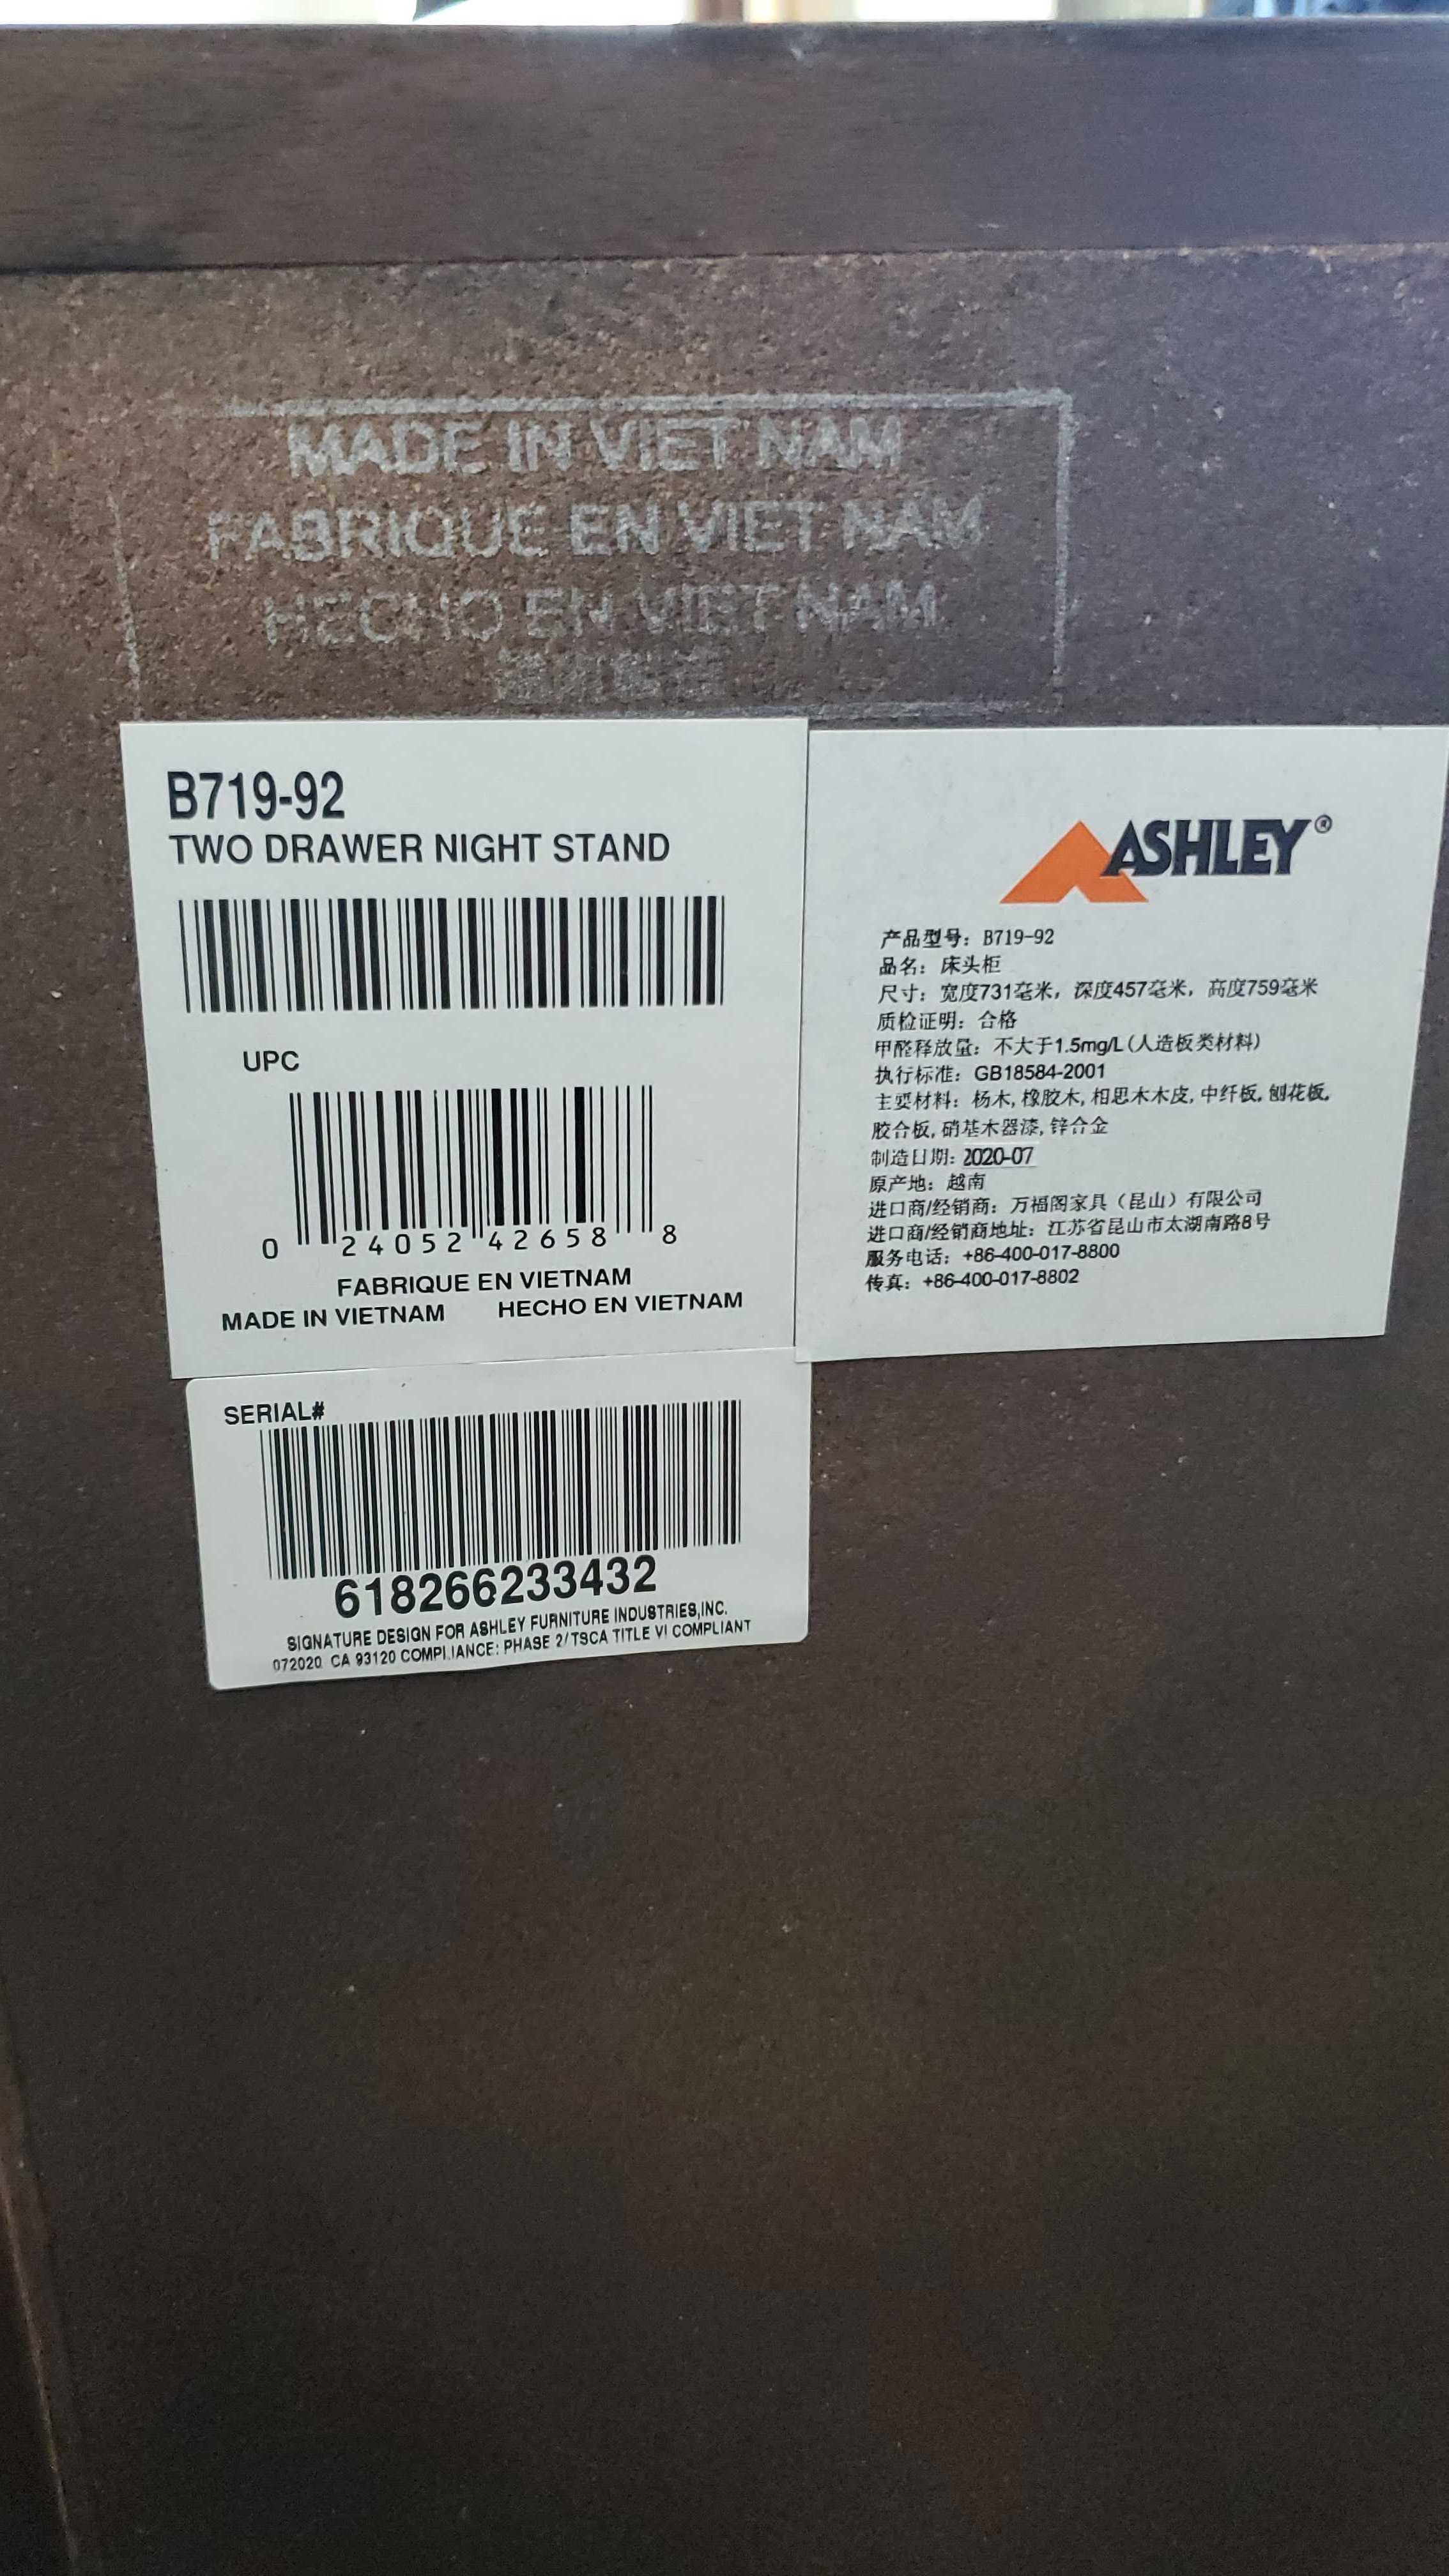 MADE IN VIET NAM
FABRIQUE EN VIET NAM
HECHO EN VIET NAM
B719-92
TWO DRAWER NIGHT STAND
UPC
0 24052 42658 8
FABRIQUE EN VIETNAM
MADE IN VIETNAM HECHO EN VIETNAM
ASHLEY®
产品型号：B719-92
品名：床头柜
尺寸：宽度731毫米，深度457毫米，高度759毫米
质检证明：合格
甲醛释放量：不大于1.5mg/L(人造板类材料)
执行标准：GB18584-2001
主要材料：杨木,橡胶木,相思木木皮,中纤板,刨花板,
胶合板,硝基木器漆,锌合金
制造日期：2020-07
原产地：越南
进口商/经销商：万福阁家具（昆山）有限公司
进口商/经销商地址：江苏省昆山市太湖南路8号
服务电话：+86-400-017-8800
传真：+86-400-017-8802
SERIAL#
618266233432
SIGNATURE DESIGN FOR ASHLEY FURNITURE INDUSTRIES,INC.
072020 CA 93120 COMPLIANCE: PHASE 2/TSCA TITLE VI COMPLIANT